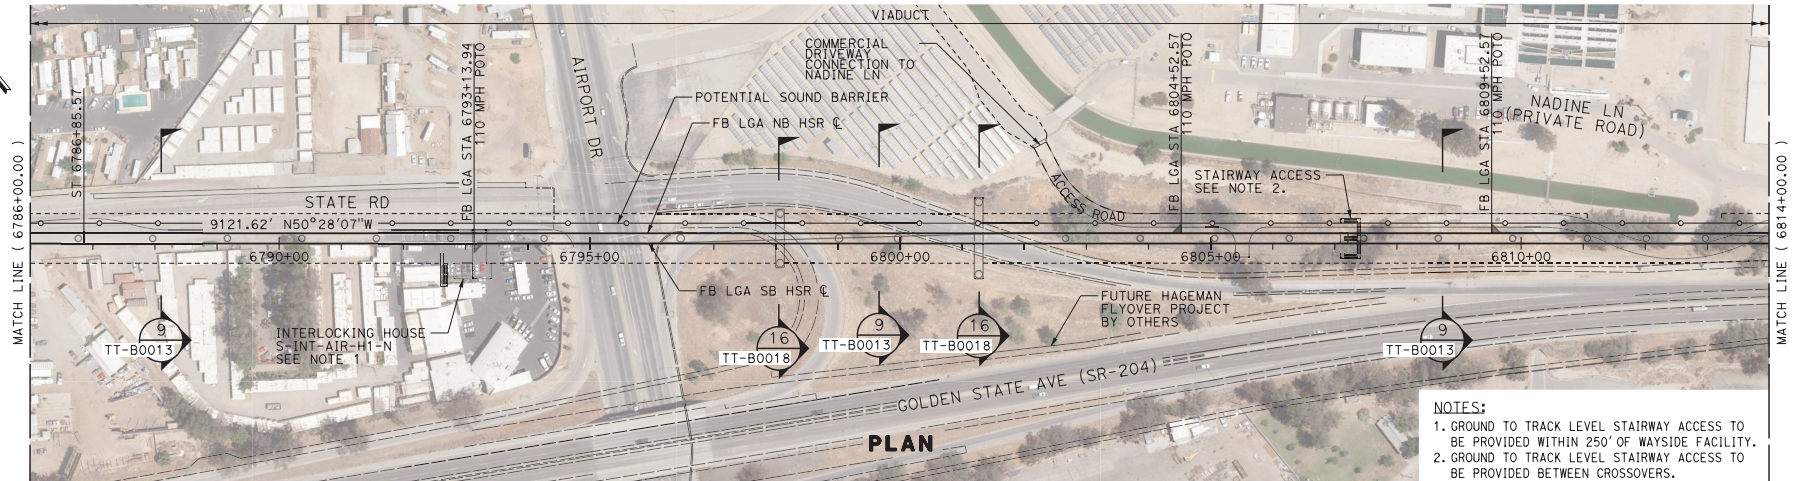 VIADUCT
MATCH LINE ( 6786+00.00 )
ST 6786+85.57
FB LGA STA 6793+13.94
110 MPH POTO
AIRPORT DR
COMMERCIAL
DRIVEWAY
CONNECTION TO
NADINE LN
POTENTIAL SOUND BARRIER
FB LGA NB HSR ℄
FB LGA STA 6804+52.57
110 MPH POTO
FB LGA STA 6809+52.57
110 MPH POTO
NADINE LN
(PRIVATE ROAD)
STAIRWAY ACCESS
SEE NOTE 2.
ACCESS ROAD
STATE RD
9121.62' N50°28'07"W
6790+00
6795+00
6800+00
6805+00
6810+00
FB LGA SB HSR ℄
INTERLOCKING HOUSE
S-INT-AIR-H1-N
SEE NOTE 1
FUTURE HAGEMAN
FLYOVER PROJECT
BY OTHERS
9
TT-B0013
16
TT-B0018
9
TT-B0013
16
TT-B0018
9
TT-B0013
GOLDEN STATE AVE (SR-204)
MATCH LINE ( 6814+00.00 )
PLAN
NOTES:
1. GROUND TO TRACK LEVEL STAIRWAY ACCESS TO
BE PROVIDED WITHIN 250' OF WAYSIDE FACILITY.
2. GROUND TO TRACK LEVEL STAIRWAY ACCESS TO
BE PROVIDED BETWEEN CROSSOVERS.